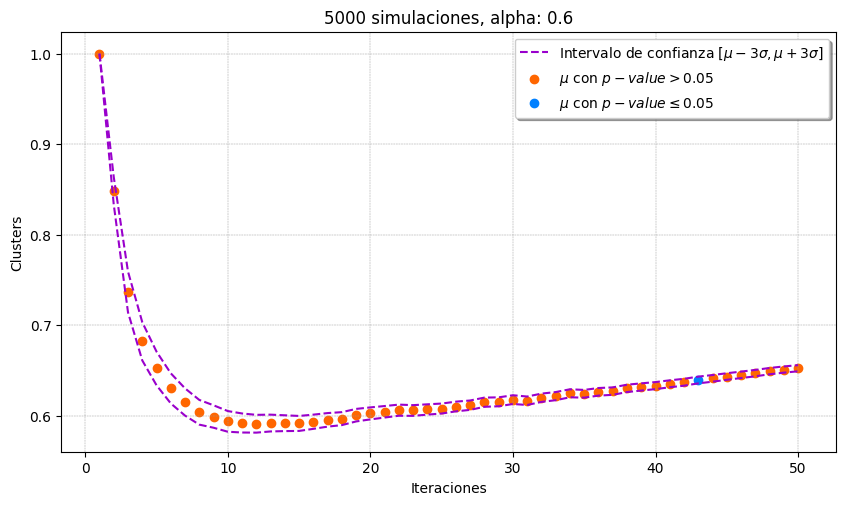 5000 simulaciones, alpha: 0.6
Intervalo de confianza [μ − 3σ, μ + 3σ]
μ con p − value > 0.05
μ con p − value ≤ 0.05
Clusters
1.0
0.9
0.8
0.7
0.6
0 10 20 30 40 50
Iteraciones